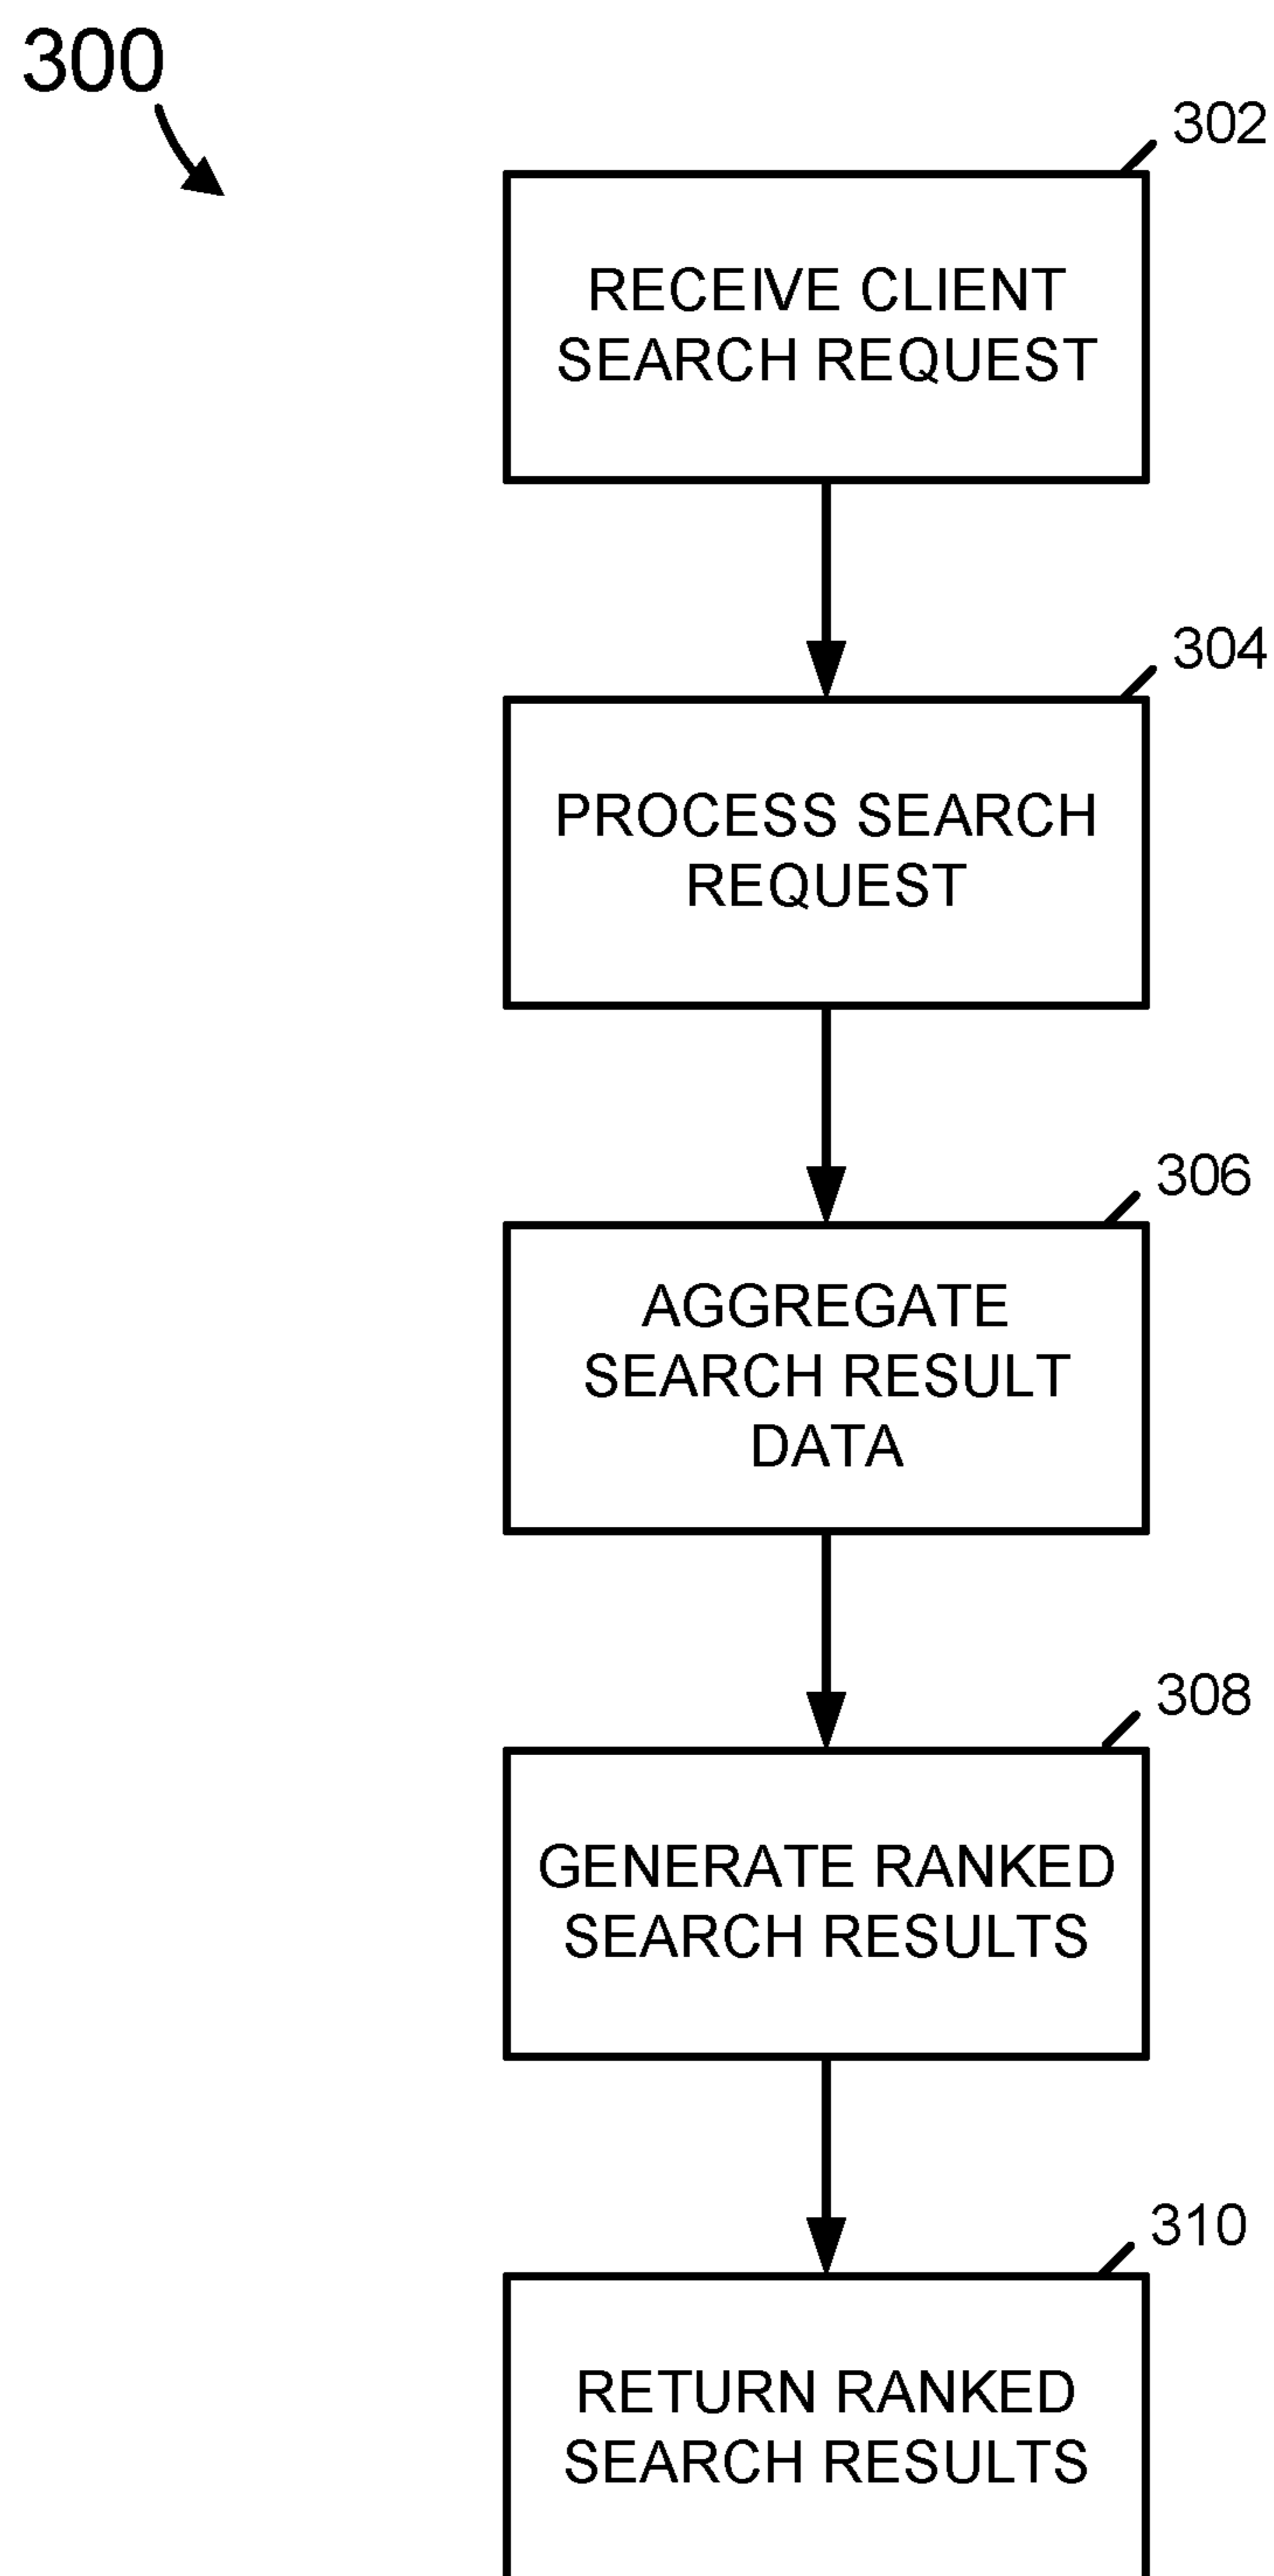 300
302
RECEIVE CLIENT
SEARCH REQUEST
304
PROCESS SEARCH
REQUEST
306
AGGREGATE
SEARCH RESULT
DATA
308
GENERATE RANKED
SEARCH RESULTS
310
RETURN RANKED
SEARCH RESULTS